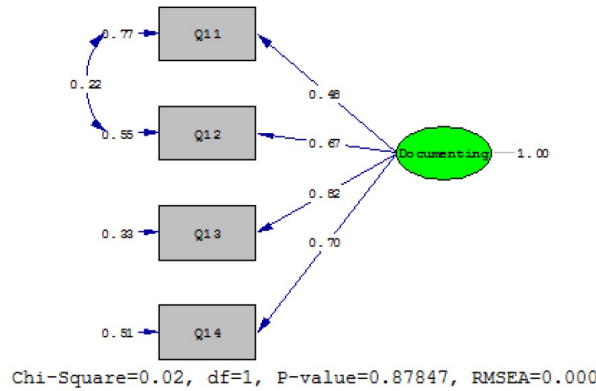 0.77 Q11
0.48
0.22
0.55 Q12 0.67 Documenting 1.00
0.82
0.33 Q13
0.70
0.51 Q14
Chi-Square=0.02, df=1, P-value=0.87847, RMSEA=0.000